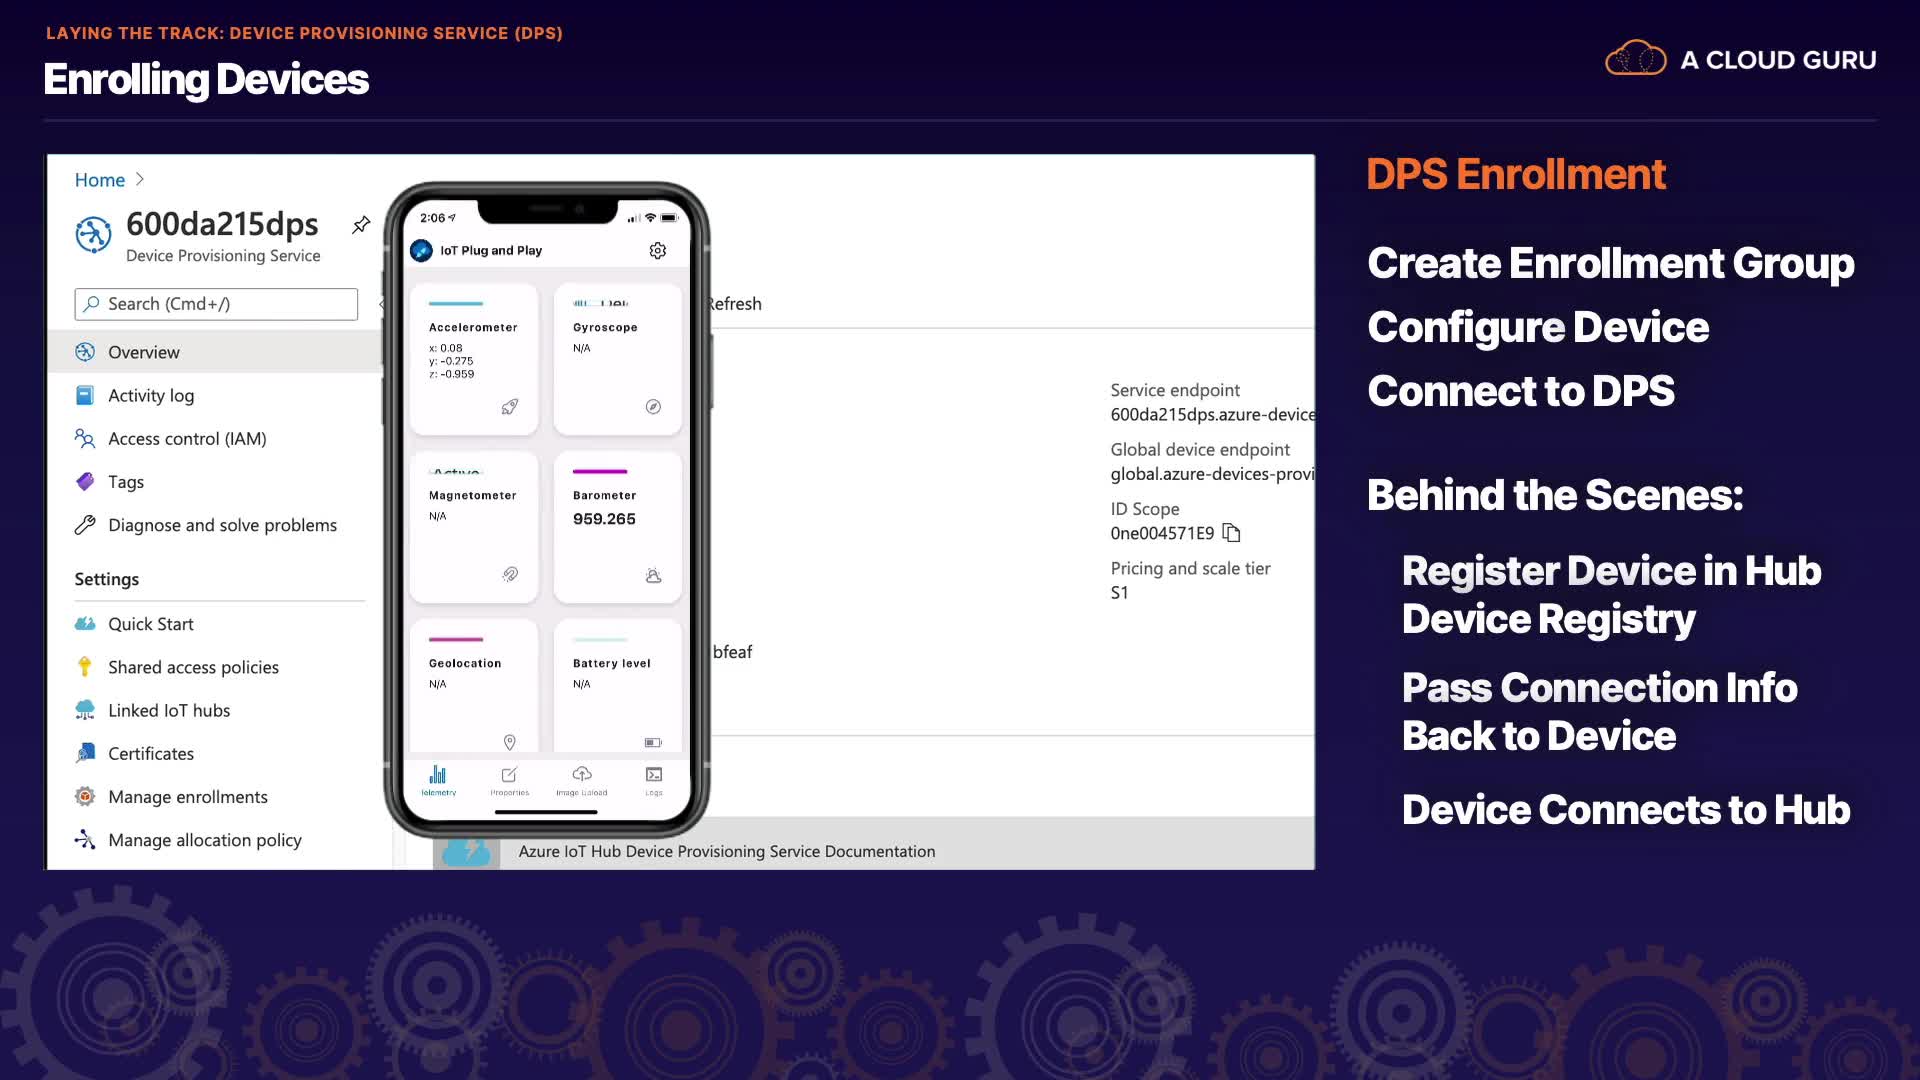 LAYING THE TRACK: DEVICE PROVISIONING SERVICE (DPS)
Enrolling Devices
A CLOUD GURU
Home
600da215dps
Device Provisioning Service
Search (Cmd+/)
Overview
Activity log
Access control (IAM)
Tags
Diagnose and solve problems
Settings
Quick Start
Shared access policies
Linked IoT hubs
Certificates
Manage enrollments
Manage allocation policy
2:06
IoT Plug and Play
Accelerometer
x: 0.08
y: -0.275
z: -0.959
Gyroscope
N/A
Magnetometer
N/A
Barometer
959.265
Geolocation
N/A
Battery level
N/A
Telemetry
Properties
Image Upload
Logs
Refresh
Service endpoint
600da215dps.azure-device
Global device endpoint
global.azure-devices-provi
ID Scope
0ne004571E9
Pricing and scale tier
S1
bfeaf
Azure IoT Hub Device Provisioning Service Documentation
DPS Enrollment
Create Enrollment Group
Configure Device
Connect to DPS
Behind the Scenes:
Register Device in Hub
Device Registry
Pass Connection Info
Back to Device
Device Connects to Hub